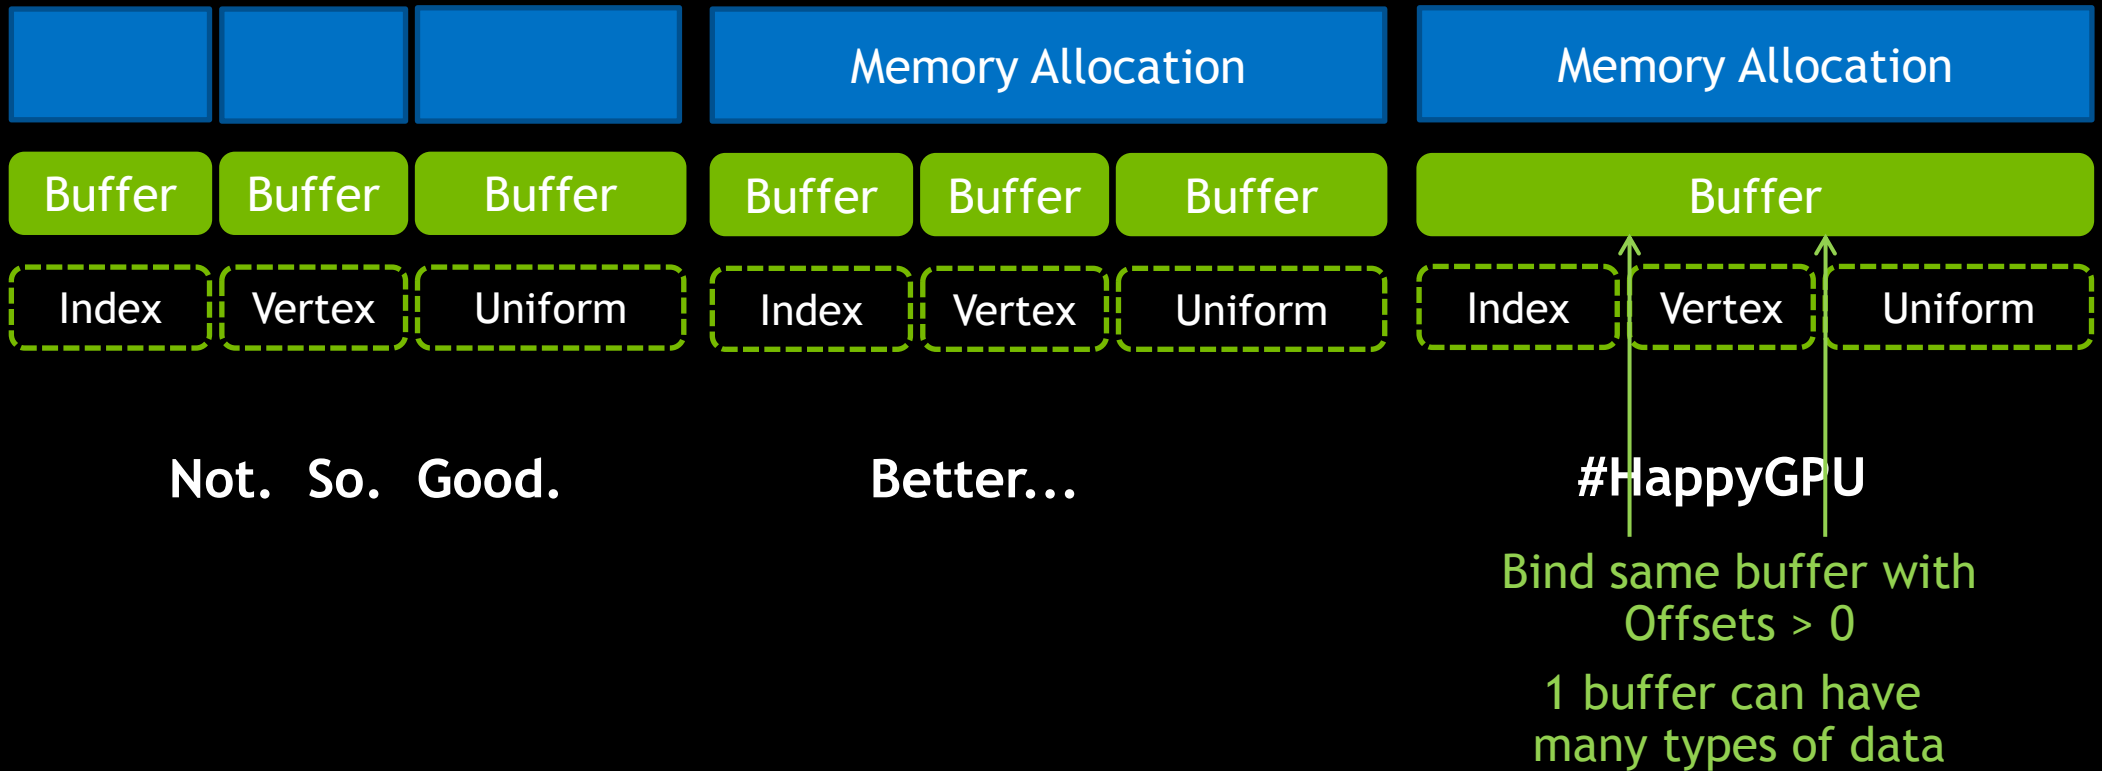 Memory Allocation
Memory Allocation
Buffer Buffer Buffer
Buffer Buffer Buffer
Buffer
Index Vertex Uniform
Index Vertex Uniform
Index Vertex Uniform
Not. So. Good.
Better...
#HappyGPU
Bind same buffer with
Offsets > 0
1 buffer can have
many types of data